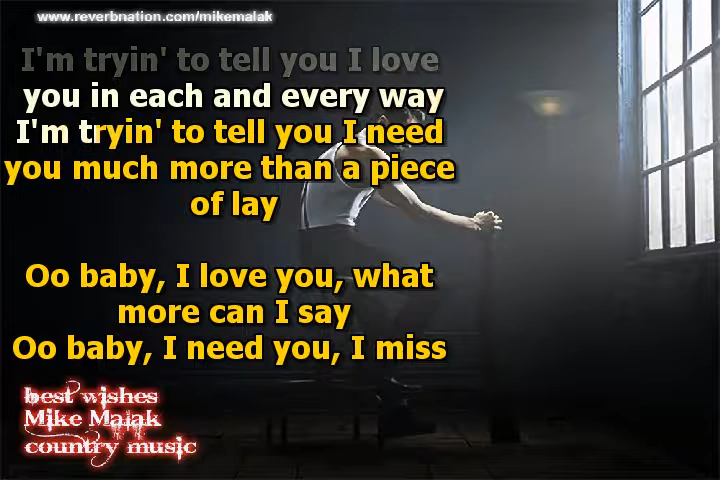 www.reverbnation.com/mikemalak
I'm tryin' to tell you I love
you in each and every way
I'm tryin' to tell you I need
you much more than a piece
of lay
Oo baby, I love you, what
more can I say
Oo baby, I need you, I miss
best wishes
Mike Malak
country music